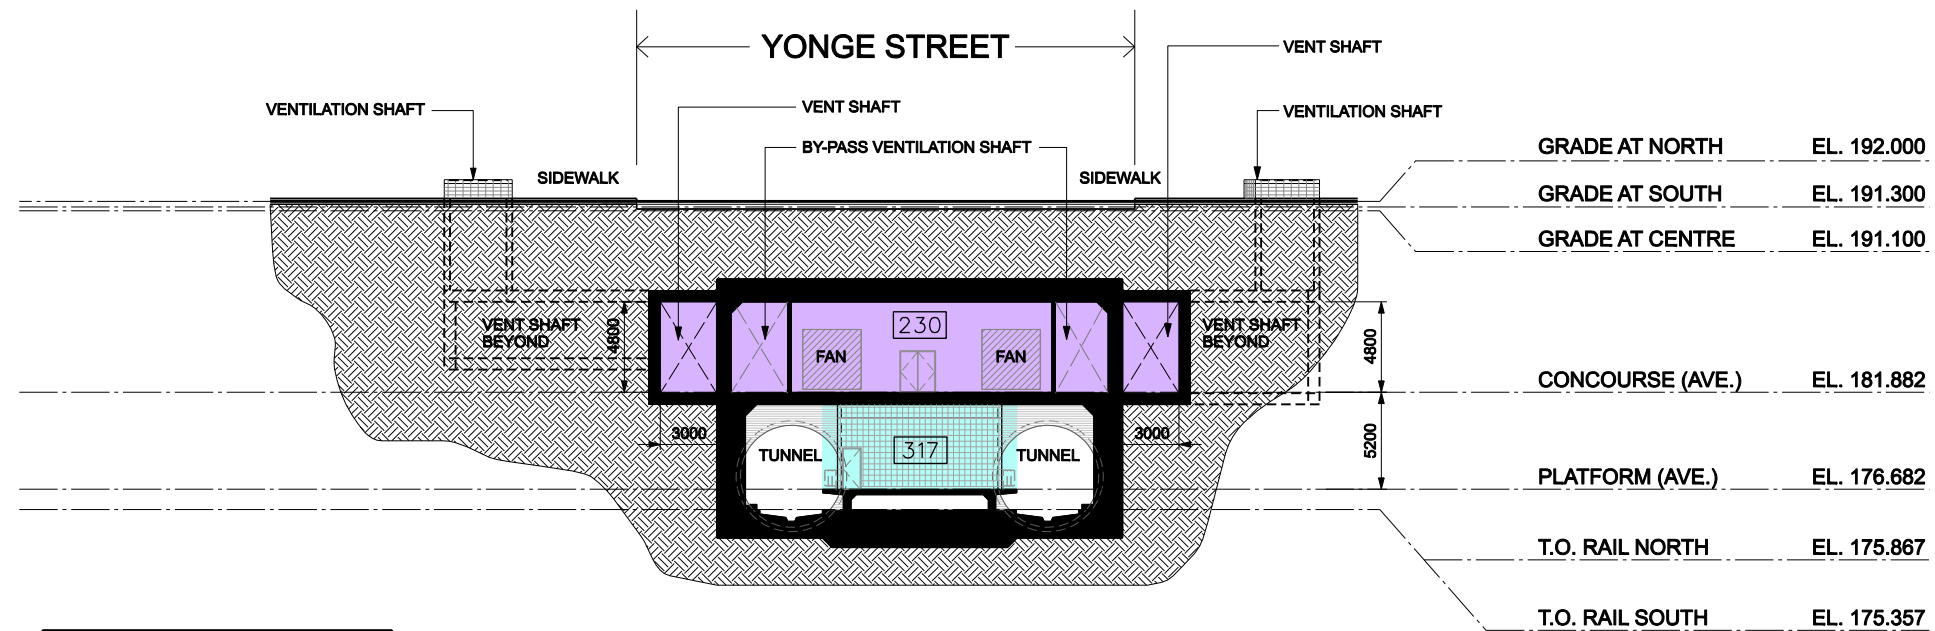 YONGE STREET
VENT SHAFT
VENTILATION SHAFT
VENT SHAFT
VENTILATION SHAFT
BY-PASS VENTILATION SHAFT
SIDEWALK
SIDEWALK
GRADE AT NORTH EL. 192.000
GRADE AT SOUTH EL. 191.300
GRADE AT CENTRE EL. 191.100
VENT SHAFT
BEYOND
4800
230
FAN
FAN
VENT SHAFT
BEYOND
4800
CONCOURSE (AVE.) EL. 181.882
3000
317
3000
5200
TUNNEL
TUNNEL
PLATFORM (AVE.) EL. 176.682
T.O. RAIL NORTH EL. 175.867
T.O. RAIL SOUTH EL. 175.357